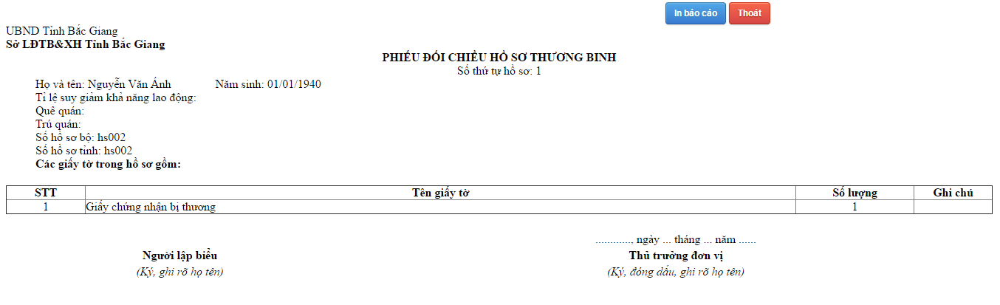 In báo cáo Thoát
UBND Tỉnh Bắc Giang
Sở LĐTB&XH Tỉnh Bắc Giang
PHIẾU ĐỐI CHIẾU HỒ SƠ THƯƠNG BINH
Số thứ tự hồ sơ: 1
Họ và tên: Nguyễn Văn Ánh Năm sinh: 01/01/1940
Tỉ lệ suy giảm khả năng lao động:
Quê quán:
Trú quán:
Số hồ sơ bộ: hs002
Số hồ sơ tỉnh: hs002
Các giấy tờ trong hồ sơ gồm:
STT Tên giấy tờ Số lượng Ghi chú
1 Giấy chứng nhận bị thương 1
............, ngày ... tháng ... năm ......
Người lập biểu Thủ trưởng đơn vị
(Ký, ghi rõ họ tên) (Ký, đóng dấu, ghi rõ họ tên)